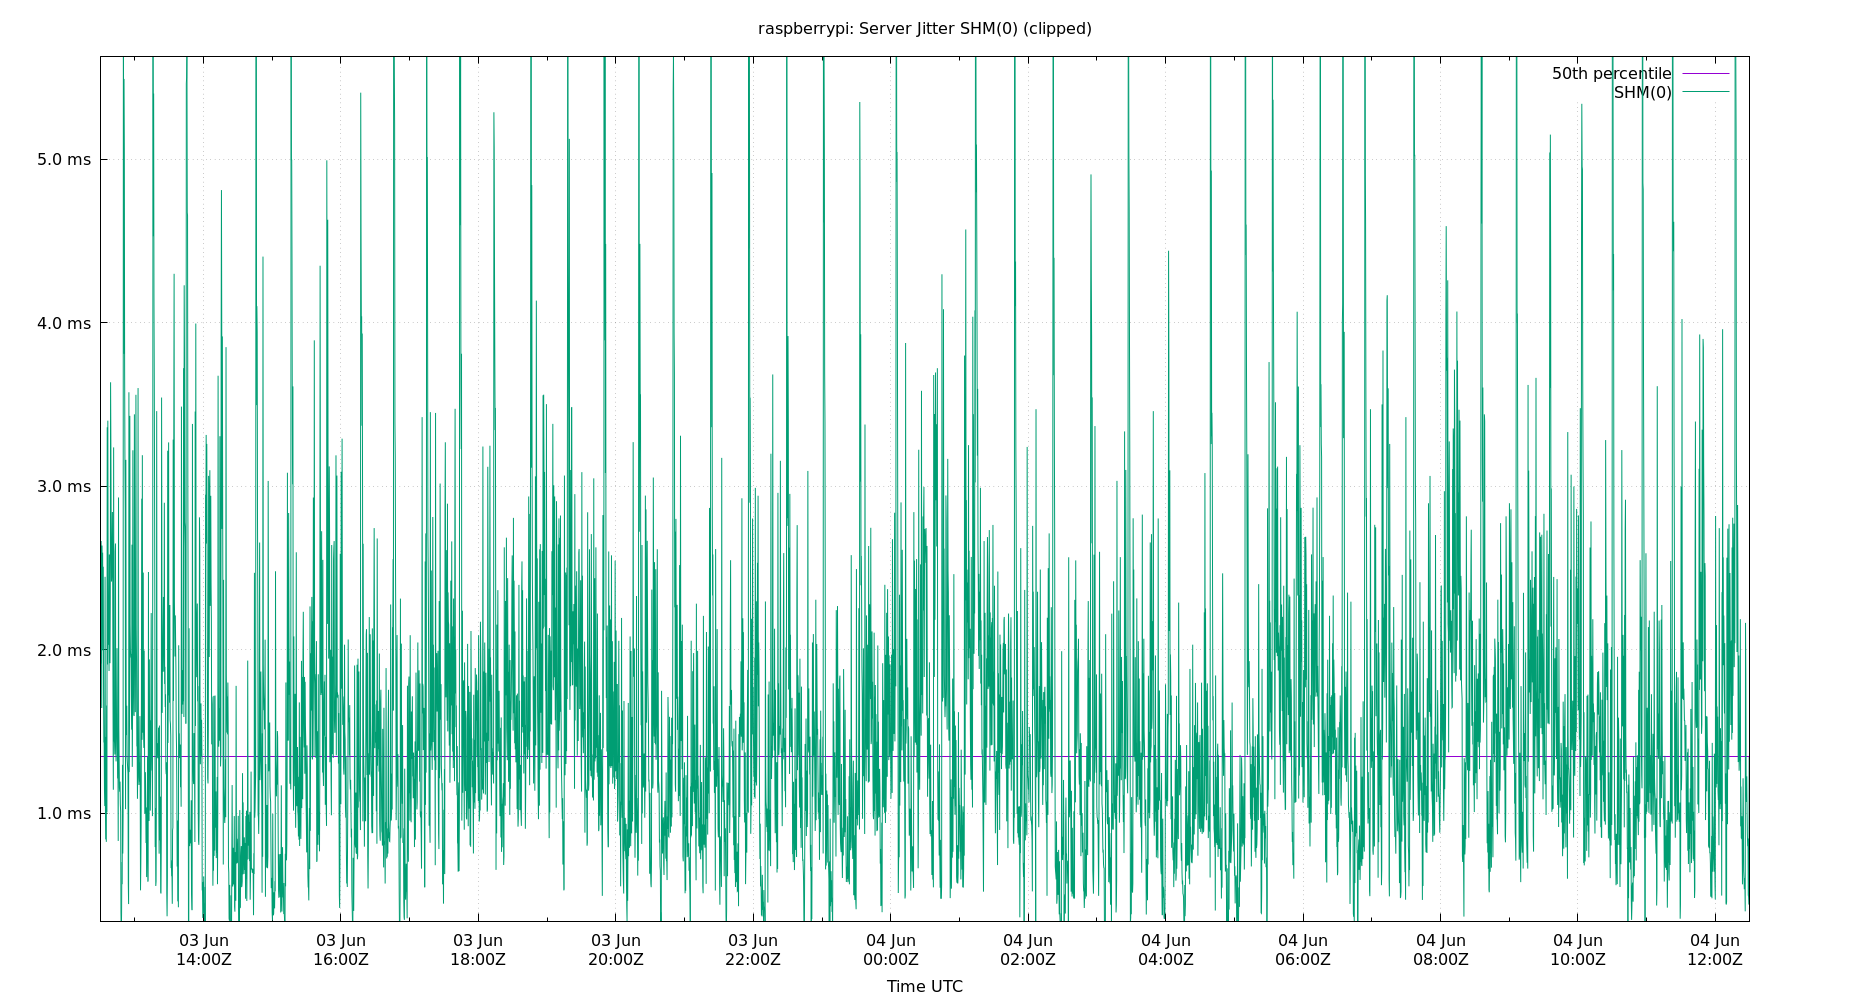 raspberrypi: Server Jitter SHM(0) (clipped)
50th percentile
SHM(0)
5.0 ms
4.0 ms
3.0 ms
2.0 ms
1.0 ms
03 Jun 03 Jun 03 Jun 03 Jun 03 Jun 04 Jun 04 Jun 04 Jun 04 Jun 04 Jun 04 Jun 04 Jun
14:00Z 16:00Z 18:00Z 20:00Z 22:00Z 00:00Z 02:00Z 04:00Z 06:00Z 08:00Z 10:00Z 12:00Z
Time UTC